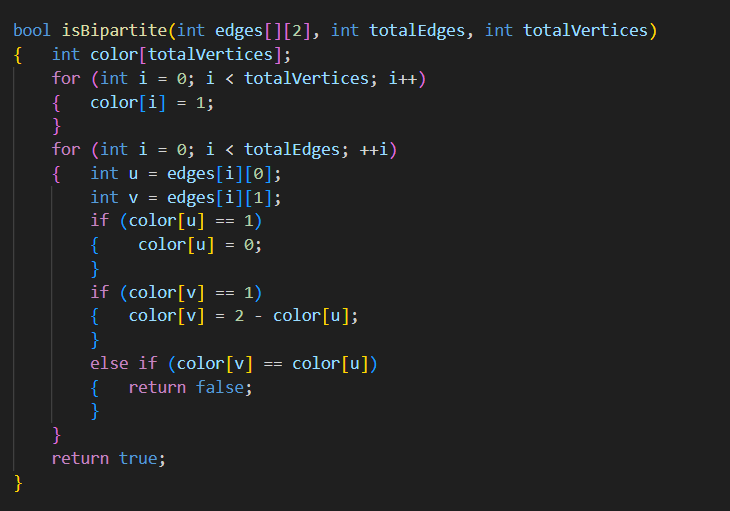 bool isBipartite(int edges[][2], int totalEdges, int totalVertices)
{   int color[totalVertices];
    for (int i = 0; i < totalVertices; i++)
    {   color[i] = 1;
    }
    for (int i = 0; i < totalEdges; ++i)
    {   int u = edges[i][0];
        int v = edges[i][1];
        if (color[u] == 1)
        {    color[u] = 0;
        }
        if (color[v] == 1)
        {   color[v] = 2 - color[u];
        }
        else if (color[v] == color[u])
        {   return false;
        }
    }
    return true;
}